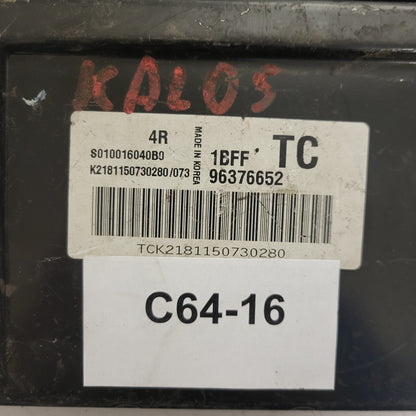 KALOS
4R
MADE IN KOREA
1BFF TC
S010016040B0
K2181150730280/073
96376652
TCK2181150730280
C64-16